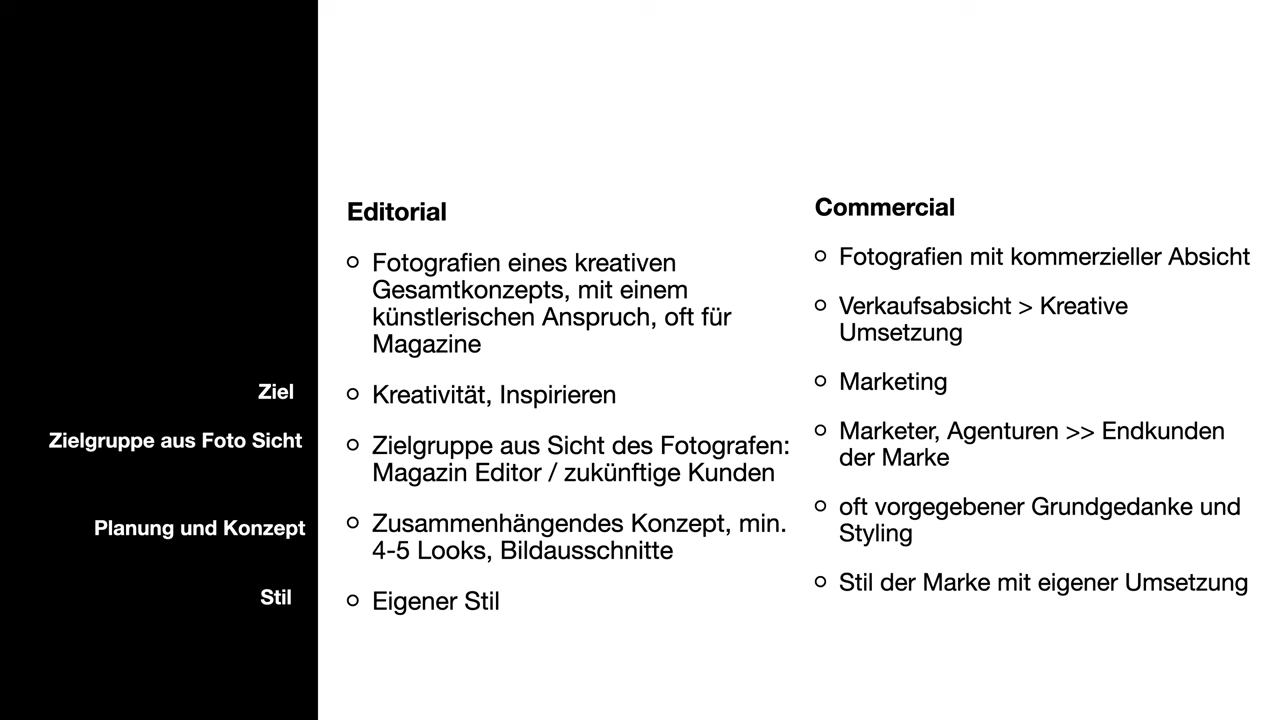 Editorial
Fotografien eines kreativen
Gesamtkonzepts, mit einem
künstlerischen Anspruch, oft für
Magazine
Ziel
Kreativität, Inspirieren
Zielgruppe aus Foto Sicht
Zielgruppe aus Sicht des Fotografen:
Magazin Editor / zukünftige Kunden
Planung und Konzept
Zusammenhängendes Konzept, min.
4-5 Looks, Bildausschnitte
Stil
Eigener Stil
Commercial
Fotografien mit kommerzieller Absicht
Verkaufsabsicht > Kreative
Umsetzung
Marketing
Marketer, Agenturen >> Endkunden
der Marke
oft vorgegebener Grundgedanke und
Styling
Stil der Marke mit eigener Umsetzung